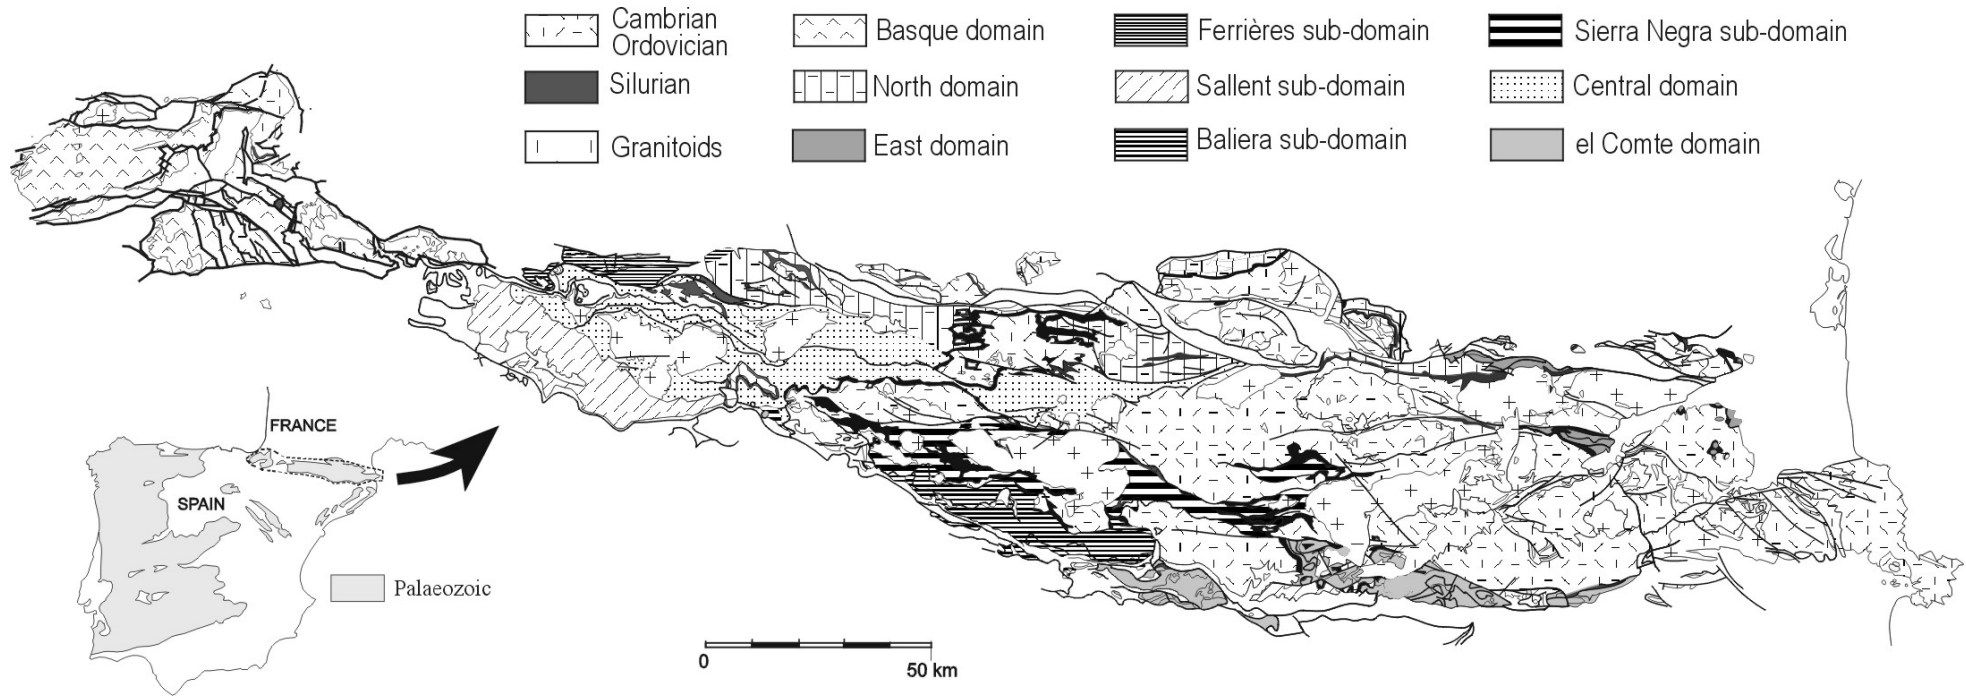 Cambrian
Ordovician
Silurian
Granitoids
Basque domain
North domain
East domain
Ferrières sub-domain
Sallent sub-domain
Baliera sub-domain
Sierra Negra sub-domain
Central domain
el Comte domain
FRANCE
SPAIN
Palaeozoic
0
50 km